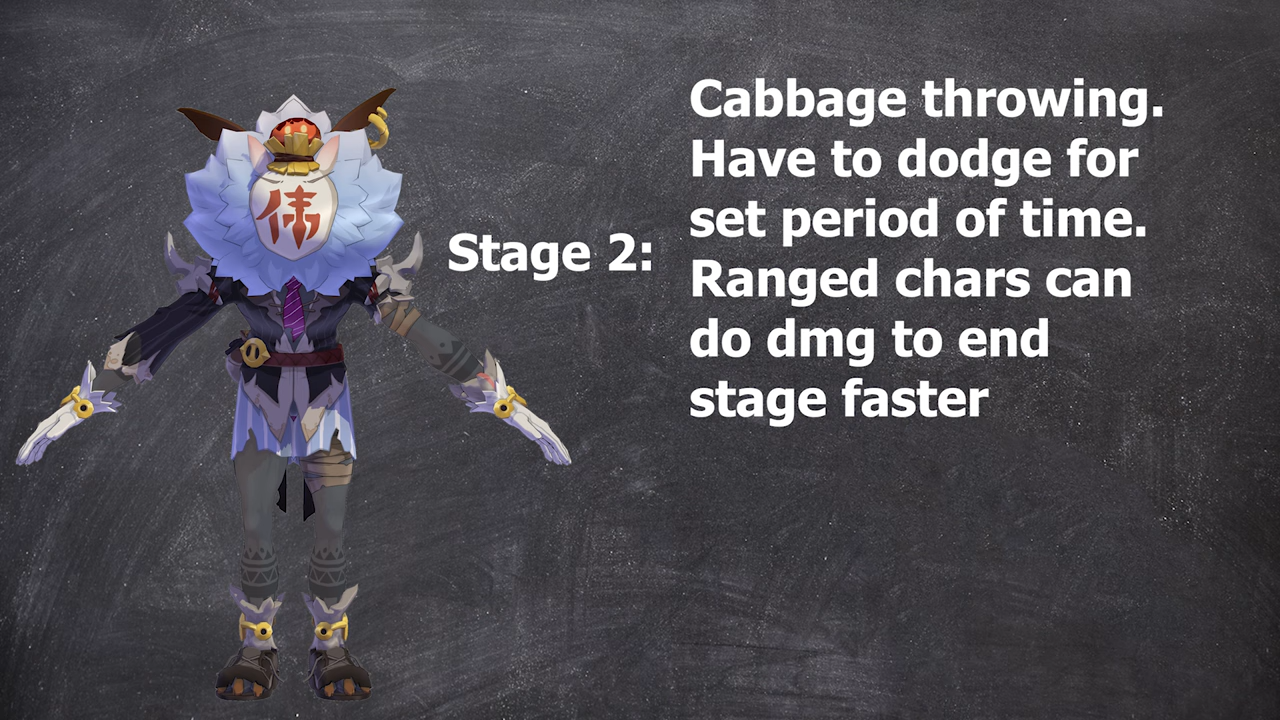 伟
Stage 2:
Cabbage throwing.
Have to dodge for
set period of time.
Ranged chars can
do dmg to end
stage faster